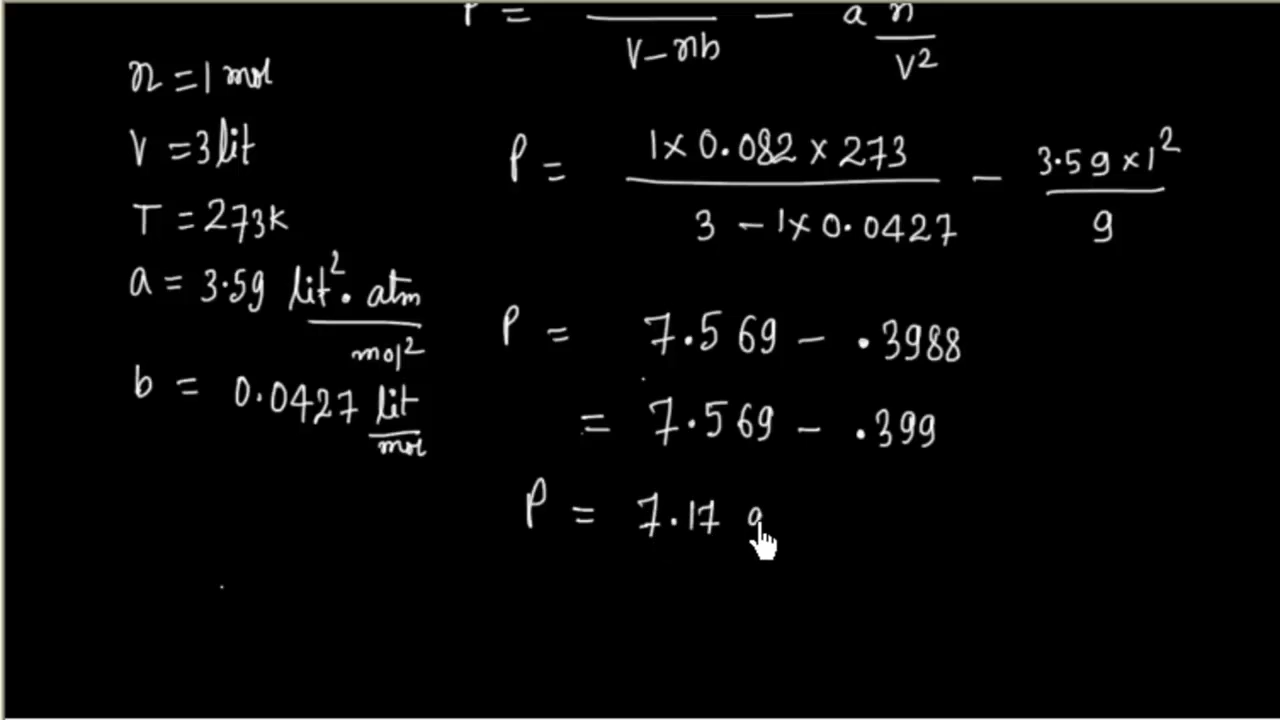 P = ― - a n
V-nb V²
n = 1 mol
V = 3 lit
T = 273k
a = 3.59 lit². atm
mol²
b = 0.0427 lit
mol
P = 1 x 0.082 x 273 - 3.59 x 1²
3 - 1 x 0.0427 9
P = 7.569 - .3988
= 7.569 - .399
P = 7.17